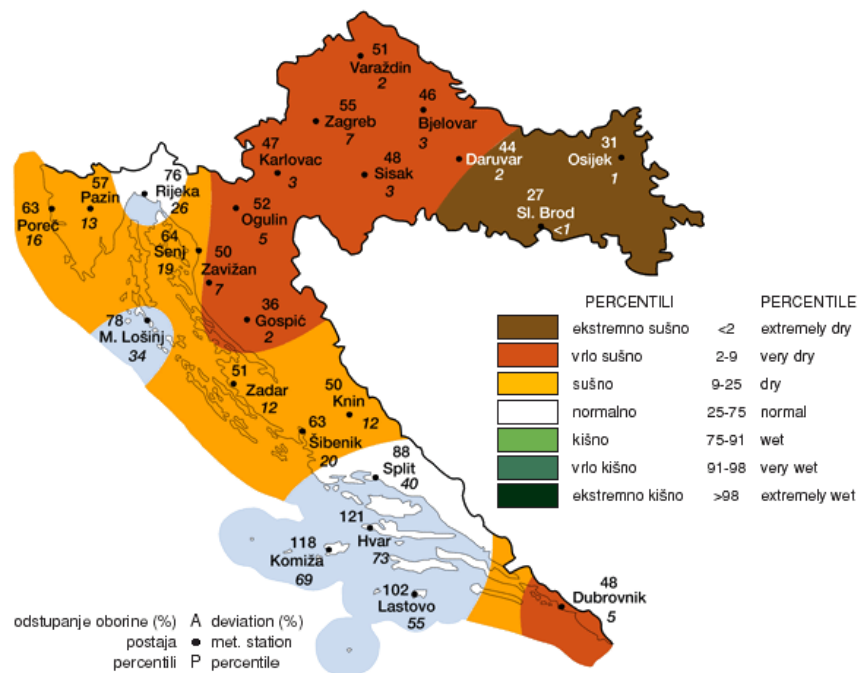 51
Varaždin
2
46
Bjelovar
3
55
Zagreb
7
47
Karlovac
3
48
Sisak
3
44
Daruvar
2
31
Osijek
1
27
Sl. Brod
<1
76
Rijeka
26
57
Pazin
13
63
Poreč
16
52
Ogulin
5
64
Senj
19
50
Zavižan
7
36
Gospić
2
78
M. Lošinj
34
51
Zadar
12
50
Knin
12
63
Šibenik
20
88
Split
40
121
Hvar
73
118
Komiža
69
102
Lastovo
55
48
Dubrovnik
5
PERCENTILI PERCENTILE
ekstremno sušno <2 extremely dry
vrlo sušno 2-9 very dry
sušno 9-25 dry
normalno 25-75 normal
kišno 75-91 wet
vrlo kišno 91-98 very wet
ekstremno kišno >98 extremely wet
odstupanje oborine (%) A deviation (%)
postaja ● met. station
percentili P percentile